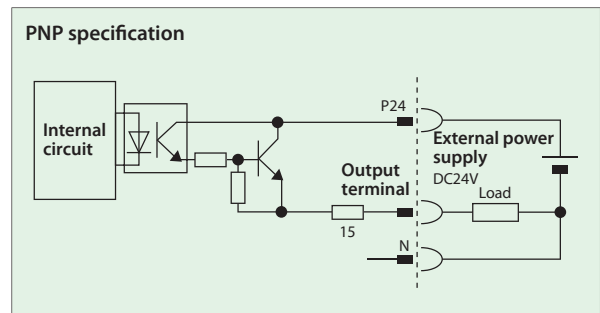 PNP specification
P24
Internal
circuit
External power
supply
DC24V
Output
terminal
Load
15
N